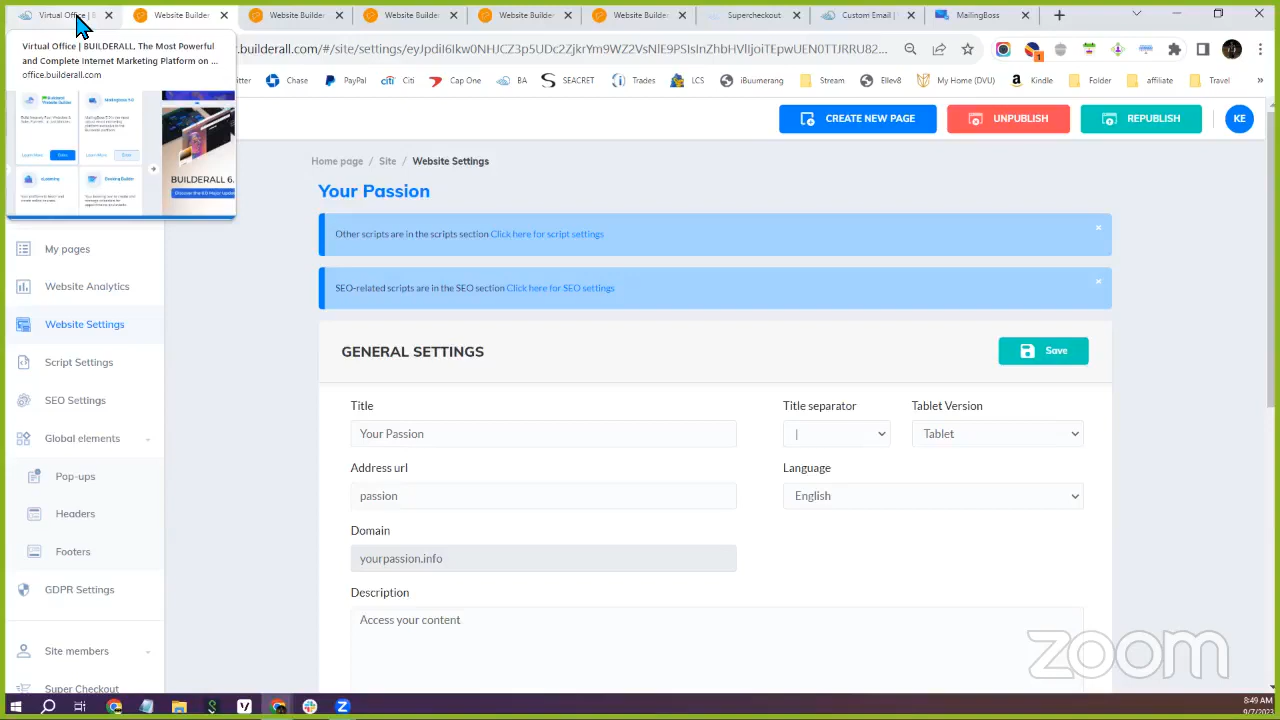 Virtual Office |
Website Builder
Website Builder
Website Builder
Website Builder
Website Builder
Supercheckout
Custom Email |
MailingBoss
Virtual Office | BUILDERALL, The Most Powerful
and Complete Internet Marketing Platform on ...
office.builderall.com
.builderall.com/#/site/settings/
Chase
PayPal
Citi
Cap One
BA
SEACRET
Trades
LCS
iBuumerang
Stream
Ellev8
My Home (DVU)
Kindle
Folder
affiliate
Travel
BUILDERALL 6.
CREATE NEW PAGE
UNPUBLISH
REPUBLISH
KE
Home page / Site / Website Settings
Your Passion
Other scripts are in the scripts section Click here for script settings
SEO-related scripts are in the SEO section Click here for SEO settings
My pages
Website Analytics
Website Settings
Script Settings
SEO Settings
Global elements
Pop-ups
Headers
Footers
GDPR Settings
Site members
Super Checkout
GENERAL SETTINGS
Save
Title
Your Passion
Title separator
|
Tablet Version
Tablet
Address url
passion
Language
English
Domain
yourpassion.info
Description
Access your content
zoom
8:49 AM
9/7/2023